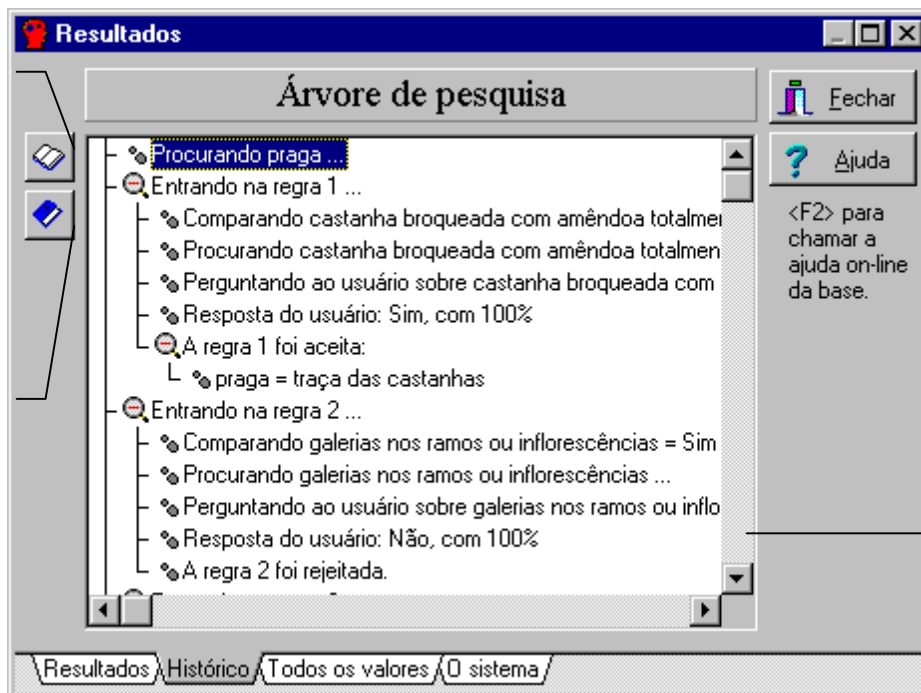 Resultados
Árvore de pesquisa
Procurando praga ...
Entrando na regra 1 ...
Comparando castanha broqueada com amêndoa totalmen
Procurando castanha broqueada com amêndoa totalmen
Perguntando ao usuário sobre castanha broqueada com
Resposta do usuário: Sim, com 100%
A regra 1 foi aceita:
praga = traça das castanhas
Entrando na regra 2 ...
Comparando galerias nos ramos ou inflorescências = Sim
Procurando galerias nos ramos ou inflorescências ...
Perguntando ao usuário sobre galerias nos ramos ou inflo
Resposta do usuário: Não, com 100%
A regra 2 foi rejeitada.
Fechar
Ajuda
<F2> para
chamar a
ajuda on-line
da base.
Resultados Histórico Todos os valores O sistema